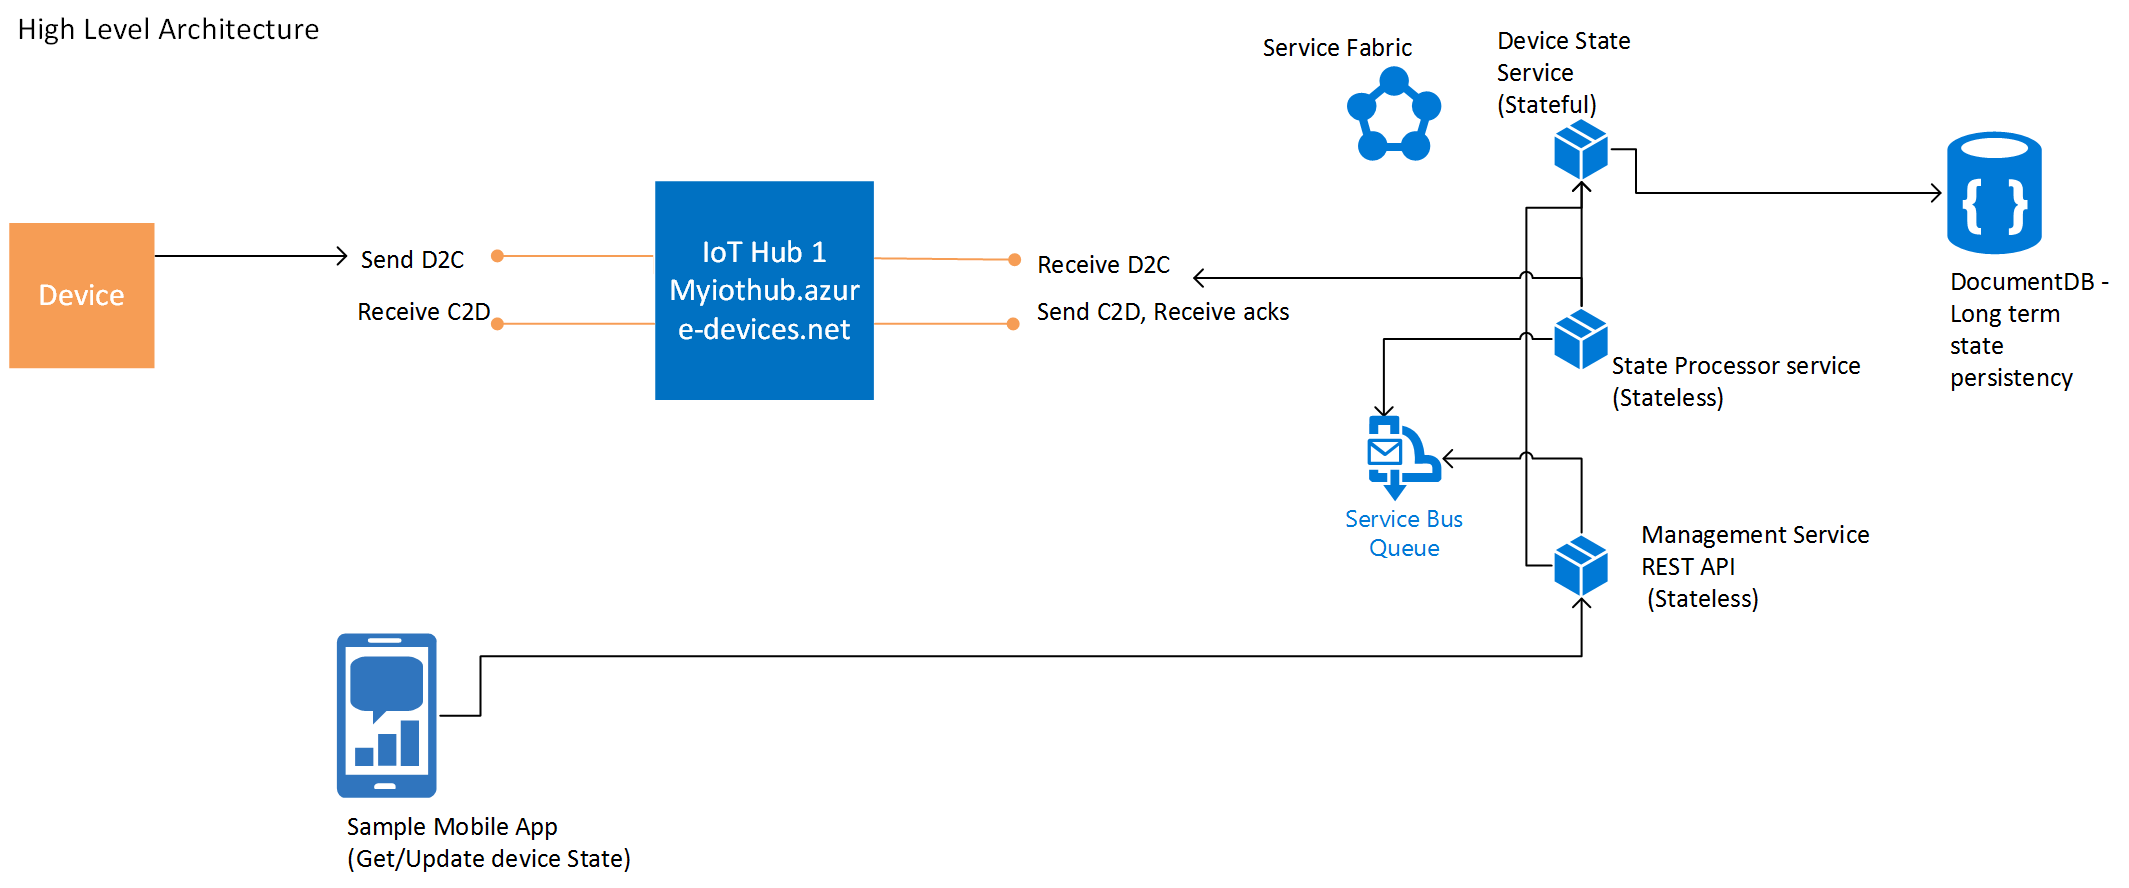 High Level Architecture
Service Fabric
Device State
Service
(Stateful)
Device
Send D2C
Receive C2D
IoT Hub 1
Myiothub.azur
e-devices.net
Receive D2C
Send C2D, Receive acks
State Processor service
(Stateless)
{ }
DocumentDB -
Long term
state
persistency
Service Bus
Queue
Management Service
REST API
(Stateless)
Sample Mobile App
(Get/Update device State)